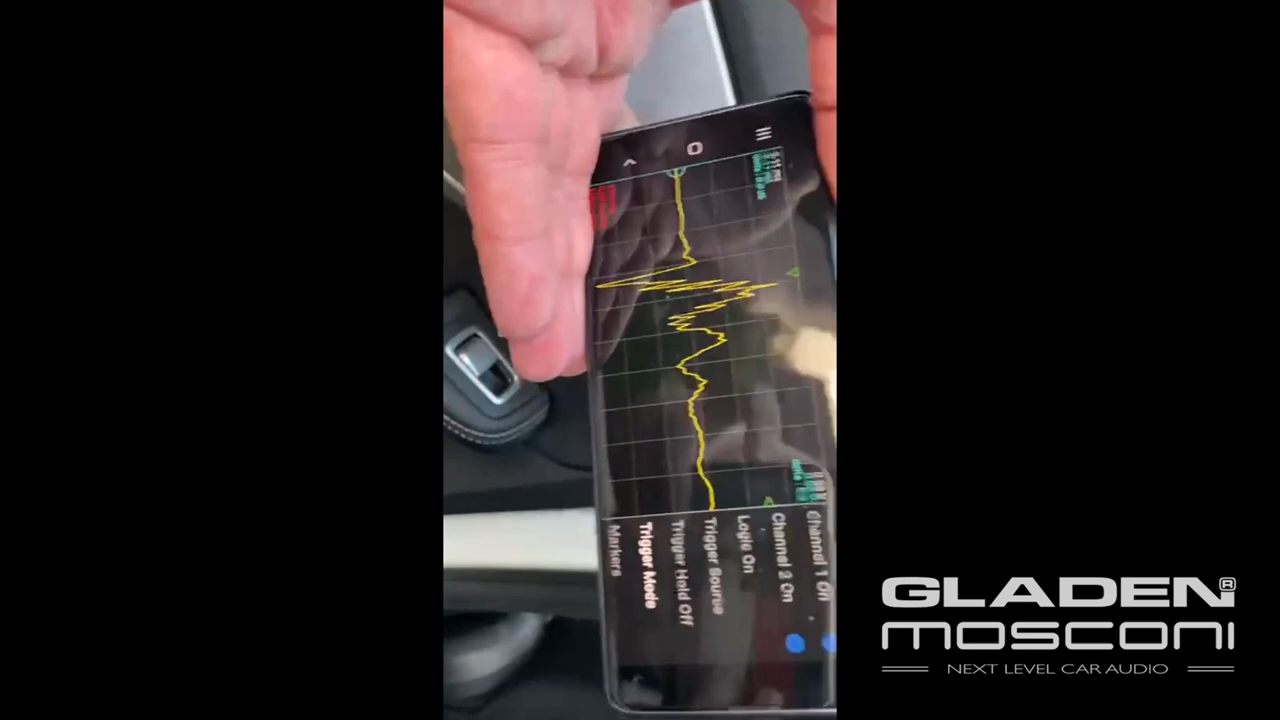 Channel 1 On
Channel 2 On
Logic On
Trigger Source
Trigger Hold Off
Trigger Mode
Markers
GLADEN®
mosconi
NEXT LEVEL CAR AUDIO